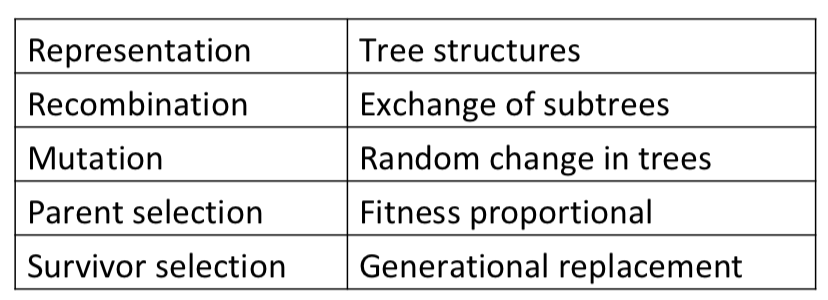 Representation Tree structures
Recombination Exchange of subtrees
Mutation Random change in trees
Parent selection Fitness proportional
Survivor selection Generational replacement